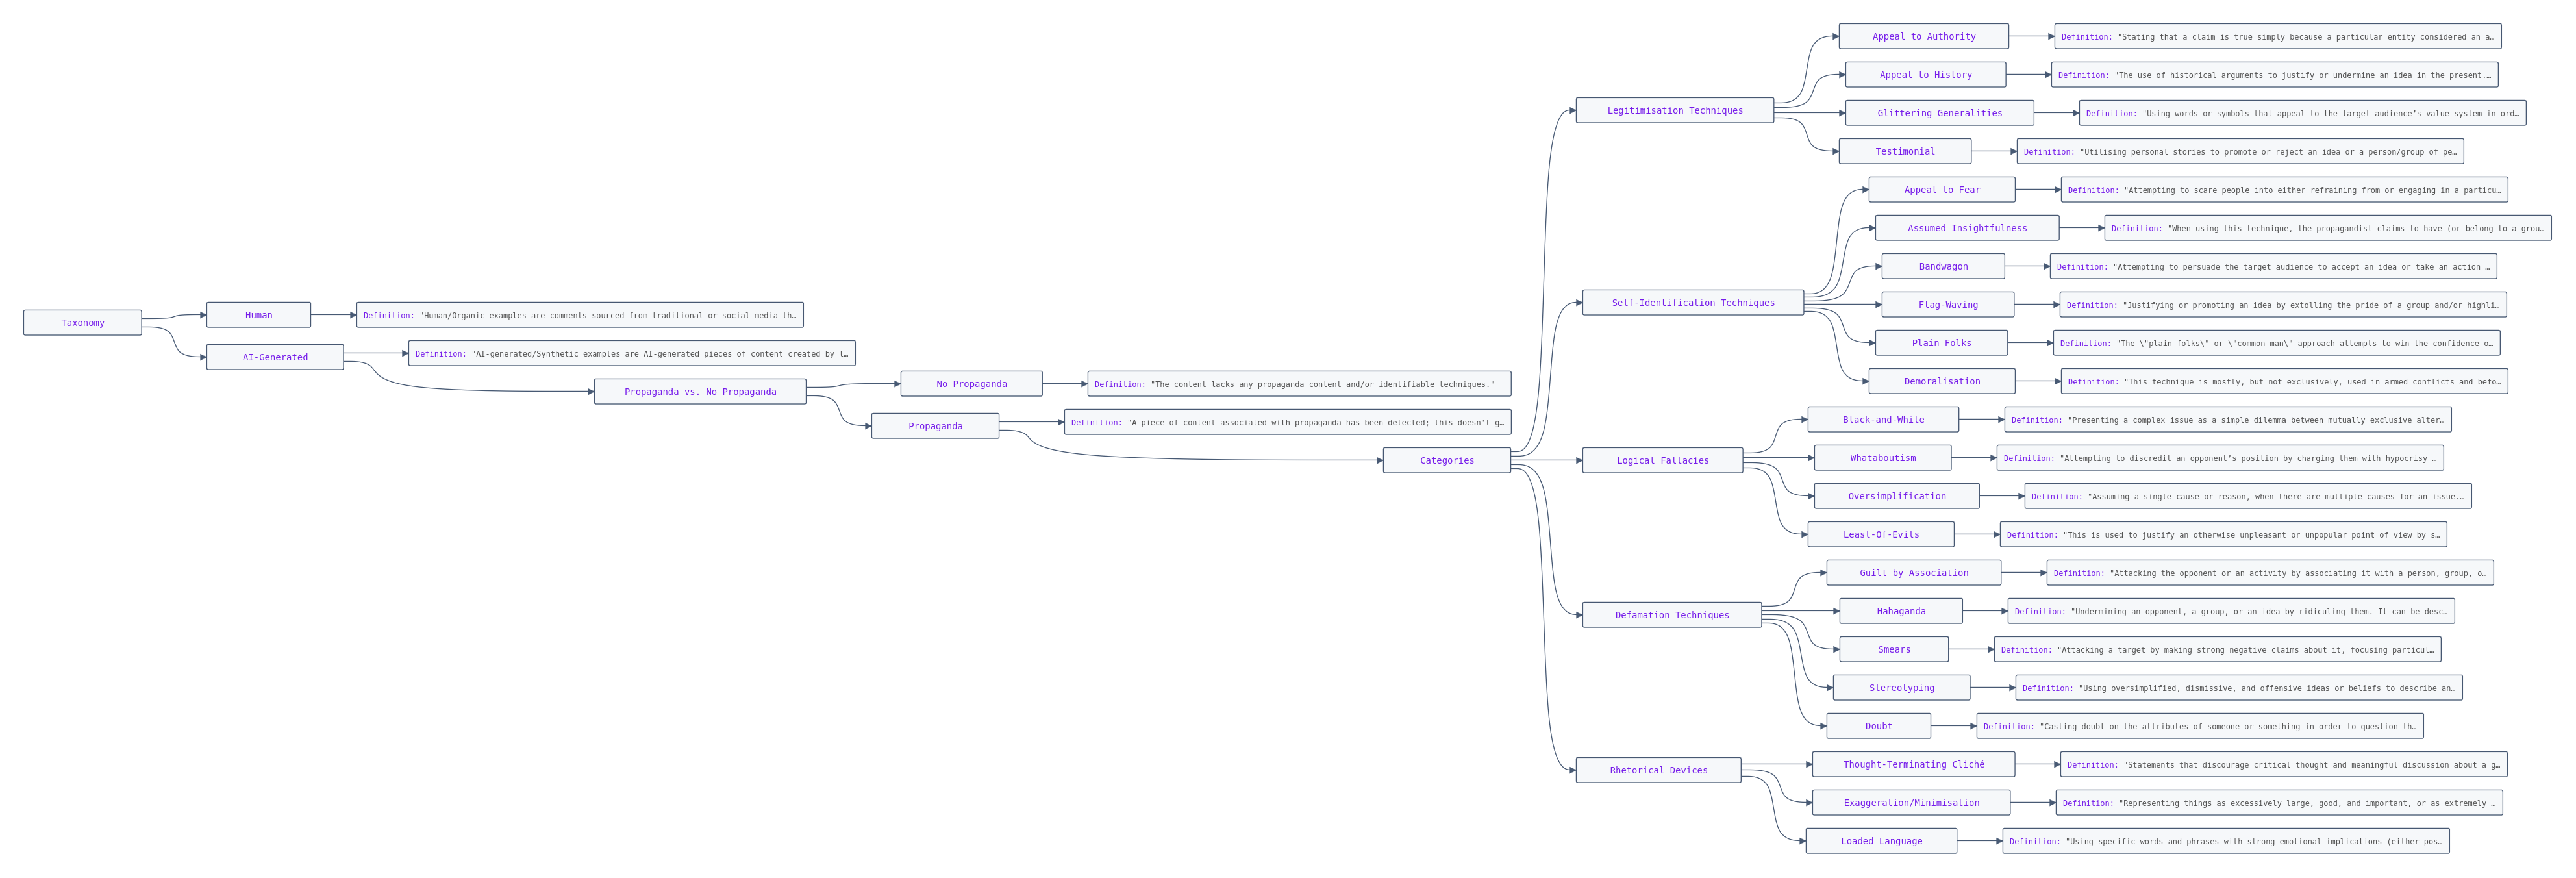 Taxonomy
Human
Definition: "Human/Organic examples are comments sourced from traditional or social media th…
AI-Generated
Definition: "AI-generated/Synthetic examples are AI-generated pieces of content created by l…
Propaganda vs. No Propaganda
No Propaganda
Definition: "The content lacks any propaganda content and/or identifiable techniques."
Propaganda
Definition: "A piece of content associated with propaganda has been detected; this doesn't g…
Categories
Legitimisation Techniques
Appeal to Authority
Definition: "Stating that a claim is true simply because a particular entity considered an a…
Appeal to History
Definition: "The use of historical arguments to justify or undermine an idea in the present.…
Glittering Generalities
Definition: "Using words or symbols that appeal to the target audience’s value system in ord…
Testimonial
Definition: "Utilising personal stories to promote or reject an idea or a person/group of pe…
Self-Identification Techniques
Appeal to Fear
Definition: "Attempting to scare people into either refraining from or engaging in a particu…
Assumed Insightfulness
Definition: "When using this technique, the propagandist claims to have (or belong to a grou…
Bandwagon
Definition: "Attempting to persuade the target audience to accept an idea or take an action …
Flag-Waving
Definition: "Justifying or promoting an idea by extolling the pride of a group and/or highli…
Plain Folks
Definition: "The \"plain folks\" or \"common man\" approach attempts to win the confidence o…
Demoralisation
Definition: "This technique is mostly, but not exclusively, used in armed conflicts and befo…
Logical Fallacies
Black-and-White
Definition: "Presenting a complex issue as a simple dilemma between mutually exclusive alter…
Whataboutism
Definition: "Attempting to discredit an opponent’s position by charging them with hypocrisy …
Oversimplification
Definition: "Assuming a single cause or reason, when there are multiple causes for an issue.…
Least-Of-Evils
Definition: "This is used to justify an otherwise unpleasant or unpopular point of view by s…
Defamation Techniques
Guilt by Association
Definition: "Attacking the opponent or an activity by associating it with a person, group, o…
Hahaganda
Definition: "Undermining an opponent, a group, or an idea by ridiculing them. It can be desc…
Smears
Definition: "Attacking a target by making strong negative claims about it, focusing particul…
Stereotyping
Definition: "Using oversimplified, dismissive, and offensive ideas or beliefs to describe an…
Doubt
Definition: "Casting doubt on the attributes of someone or something in order to question th…
Rhetorical Devices
Thought-Terminating Cliché
Definition: "Statements that discourage critical thought and meaningful discussion about a g…
Exaggeration/Minimisation
Definition: "Representing things as excessively large, good, and important, or as extremely …
Loaded Language
Definition: "Using specific words and phrases with strong emotional implications (either pos…